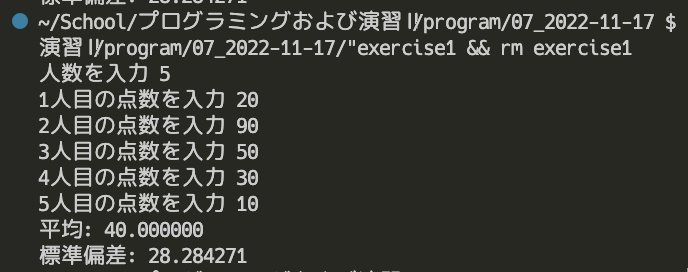 標準偏差: 28.284271
~/School/プログラミングおよび演習Ⅱ/program/07_2022-11-17 $
演習Ⅱ/program/07_2022-11-17/"exercise1 && rm exercise1
人数を入力 5
1人目の点数を入力 20
2人目の点数を入力 90
3人目の点数を入力 50
4人目の点数を入力 30
5人目の点数を入力 10
平均: 40.000000
標準偏差: 28.284271